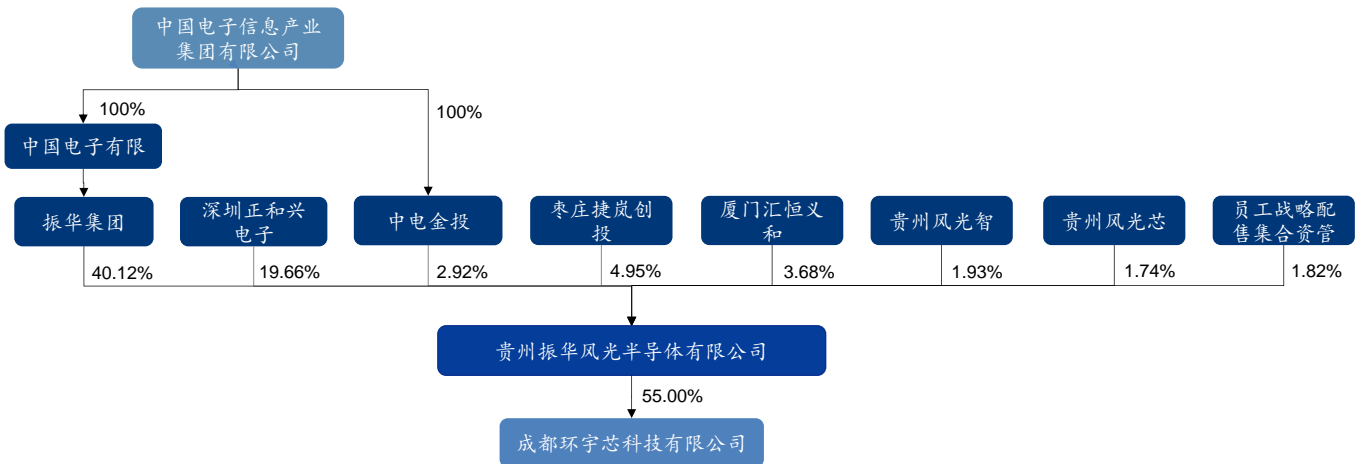 中国电子信息产业
集团有限公司
100%
100%
中国电子有限
振华集团
深圳正和兴
电子
中电金投
枣庄捷岚创
投
厦门汇恒义
和
贵州风光智
贵州风光芯
员工战略配
售集合资管
40.12%
19.66%
2.92%
4.95%
3.68%
1.93%
1.74%
1.82%
贵州振华风光半导体有限公司
55.00%
成都环宇芯科技有限公司